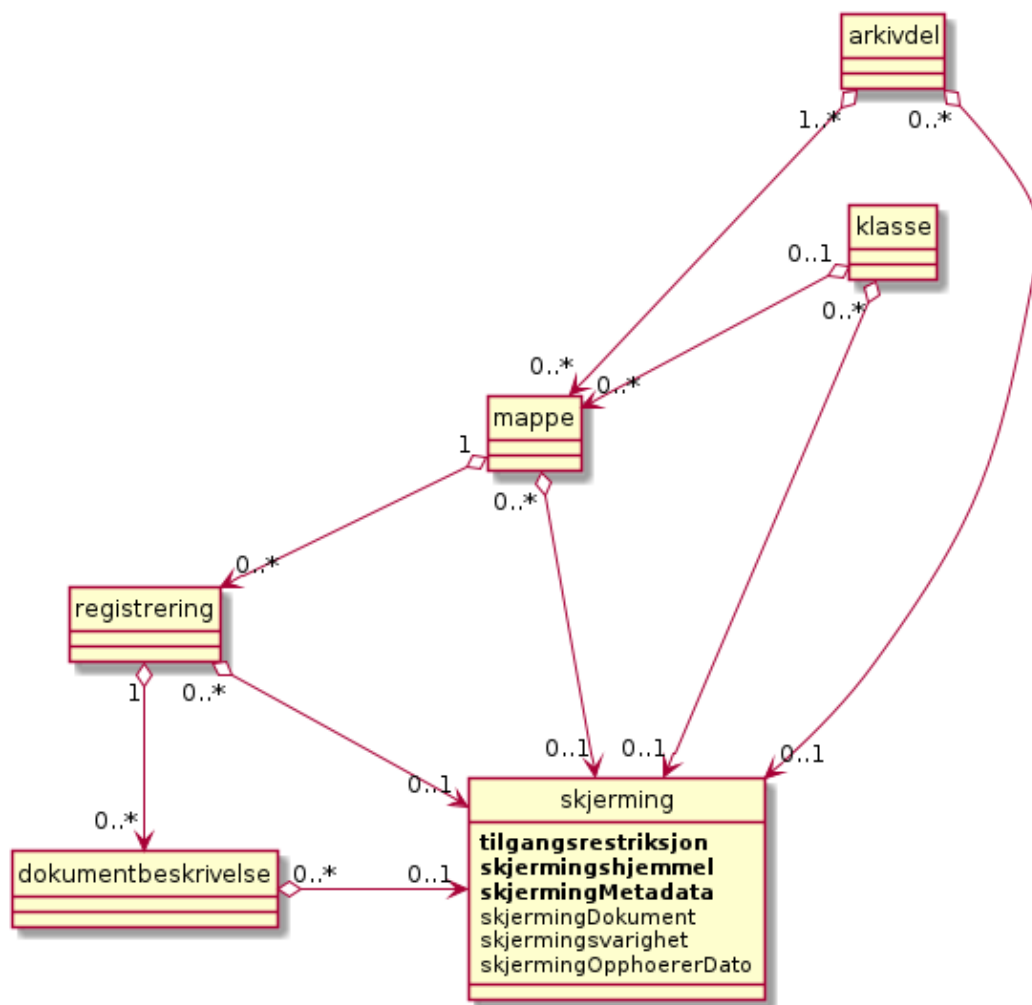 arkivdel
1..*
0..*
klasse
0..1
0..*
0..*
0..*
mappe
1
0..*
0..*
registrering
1
0..*
0..1
0..1
0..1
0..1
skjerming
0..*
tilgangsrestriksjon
skjermingshjemmel
skjermingMetadata
skjermingDokument
skjermingsvarighet
skjermingOpphoererDato
dokumentbeskrivelse
0..*
0..1